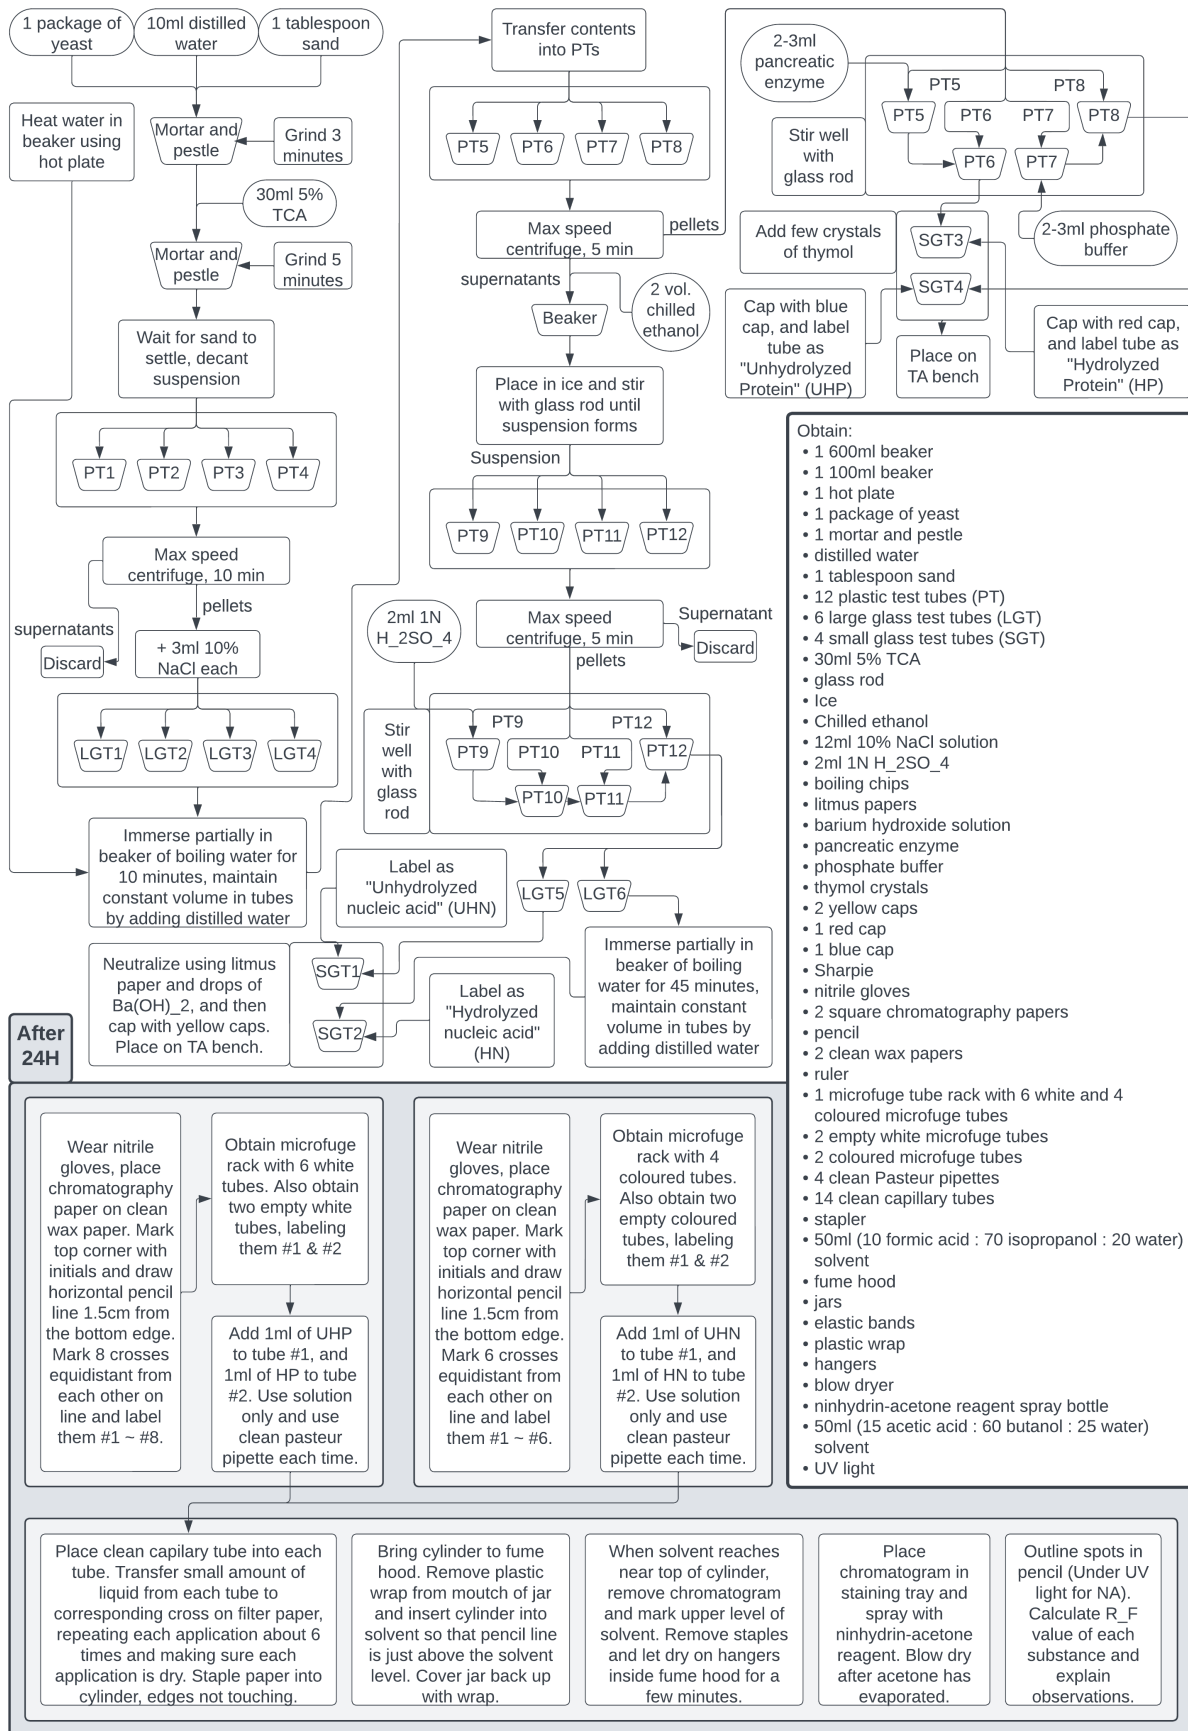 1 package of
yeast
10ml distilled
water
1 tablespoon
sand
Heat water in
beaker using
hot plate
Mortar and
pestle
Grind 3
minutes
30ml 5%
TCA
Mortar and
pestle
Grind 5
minutes
Wait for sand to
settle, decant
suspension
PT1
PT2
PT3
PT4
Max speed
centrifuge, 10 min
pellets
supernatants
Discard
+ 3ml 10%
NaCl each
LGT1
LGT2
LGT3
LGT4
Immerse partially in
beaker of boiling water for
10 minutes, maintain
constant volume in tubes
by adding distilled water
Transfer contents
into PTs
PT5
PT6
PT7
PT8
Max speed
centrifuge, 5 min
pellets
supernatants
2 vol.
chilled
ethanol
Beaker
Place in ice and stir
with glass rod until
suspension forms
Suspension
PT9
PT10
PT11
PT12
Max speed
centrifuge, 5 min
Supernatant
Discard
pellets
2ml 1N
H_2SO_4
Stir
well
with
glass
rod
PT9
PT12
PT9
PT10
PT11
PT12
PT10
PT11
LGT5
LGT6
Label as
"Unhydrolyzed
nucleic acid" (UHN)
Neutralize using litmus
paper and drops of
Ba(OH)_2, and then
cap with yellow caps.
Place on TA bench.
SGT1
SGT2
Label as
"Hydrolyzed
nucleic acid"
(HN)
Immerse partially in
beaker of boiling
water for 45 minutes,
maintain constant
volume in tubes by
adding distilled water
2-3ml
pancreatic
enzyme
PT5
PT8
PT5
PT6
PT7
PT8
PT6
PT7
Stir well
with
glass rod
2-3ml phosphate
buffer
Add few crystals
of thymol
SGT3
SGT4
Cap with blue
cap, and label
tube as
"Unhydrolyzed
Protein" (UHP)
Place on
TA bench
Cap with red cap,
and label tube as
"Hydrolyzed
Protein" (HP)
Obtain:
• 1 600ml beaker
• 1 100ml beaker
• 1 hot plate
• 1 package of yeast
• 1 mortar and pestle
• distilled water
• 1 tablespoon sand
• 12 plastic test tubes (PT)
• 6 large glass test tubes (LGT)
• 4 small glass test tubes (SGT)
• 30ml 5% TCA
• glass rod
• Ice
• Chilled ethanol
• 12ml 10% NaCl solution
• 2ml 1N H_2SO_4
• boiling chips
• litmus papers
• barium hydroxide solution
• pancreatic enzyme
• phosphate buffer
• thymol crystals
• 2 yellow caps
• 1 red cap
• 1 blue cap
• Sharpie
• nitrile gloves
• 2 square chromatography papers
• pencil
• 2 clean wax papers
• ruler
• 1 microfuge tube rack with 6 white and 4
coloured microfuge tubes
• 2 empty white microfuge tubes
• 2 coloured microfuge tubes
• 4 clean Pasteur pipettes
• 14 clean capillary tubes
• stapler
• 50ml (10 formic acid : 70 isopropanol : 20 water)
solvent
• fume hood
• jars
• elastic bands
• plastic wrap
• hangers
• blow dryer
• ninhydrin-acetone reagent spray bottle
• 50ml (15 acetic acid : 60 butanol : 25 water)
solvent
• UV light
After
24H
Wear nitrile
gloves, place
chromatography
paper on clean
wax paper. Mark
top corner with
initials and draw
horizontal pencil
line 1.5cm from
the bottom edge.
Mark 8 crosses
equidistant from
each other on
line and label
them #1 ~ #8.
Obtain microfuge
rack with 6 white
tubes. Also obtain
two empty white
tubes, labeling
them #1 & #2
Add 1ml of UHP
to tube #1, and
1ml of HP to tube
#2. Use solution
only and use
clean pasteur
pipette each time.
Wear nitrile
gloves, place
chromatography
paper on clean
wax paper. Mark
top corner with
initials and draw
horizontal pencil
line 1.5cm from
the bottom edge.
Mark 6 crosses
equidistant from
each other on
line and label
them #1 ~ #6.
Obtain microfuge
rack with 4
coloured tubes.
Also obtain two
empty coloured
tubes, labeling
them #1 & #2
Add 1ml of UHN
to tube #1, and
1ml of HN to tube
#2. Use solution
only and use
clean pasteur
pipette each time.
Place clean capilary tube into each
tube. Transfer small amount of
liquid from each tube to
corresponding cross on filter paper,
repeating each application about 6
times and making sure each
application is dry. Staple paper into
cylinder, edges not touching.
Bring cylinder to fume
hood. Remove plastic
wrap from moutch of jar
and insert cylinder into
solvent so that pencil line
is just above the solvent
level. Cover jar back up
with wrap.
When solvent reaches
near top of cylinder,
remove chromatogram
and mark upper level of
solvent. Remove staples
and let dry on hangers
inside fume hood for a
few minutes.
Place
chromatogram in
staining tray and
spray with
ninhydrin-acetone
reagent. Blow dry
after acetone has
evaporated.
Outline spots in
pencil (Under UV
light for NA).
Calculate R_F
value of each
substance and
explain
observations.